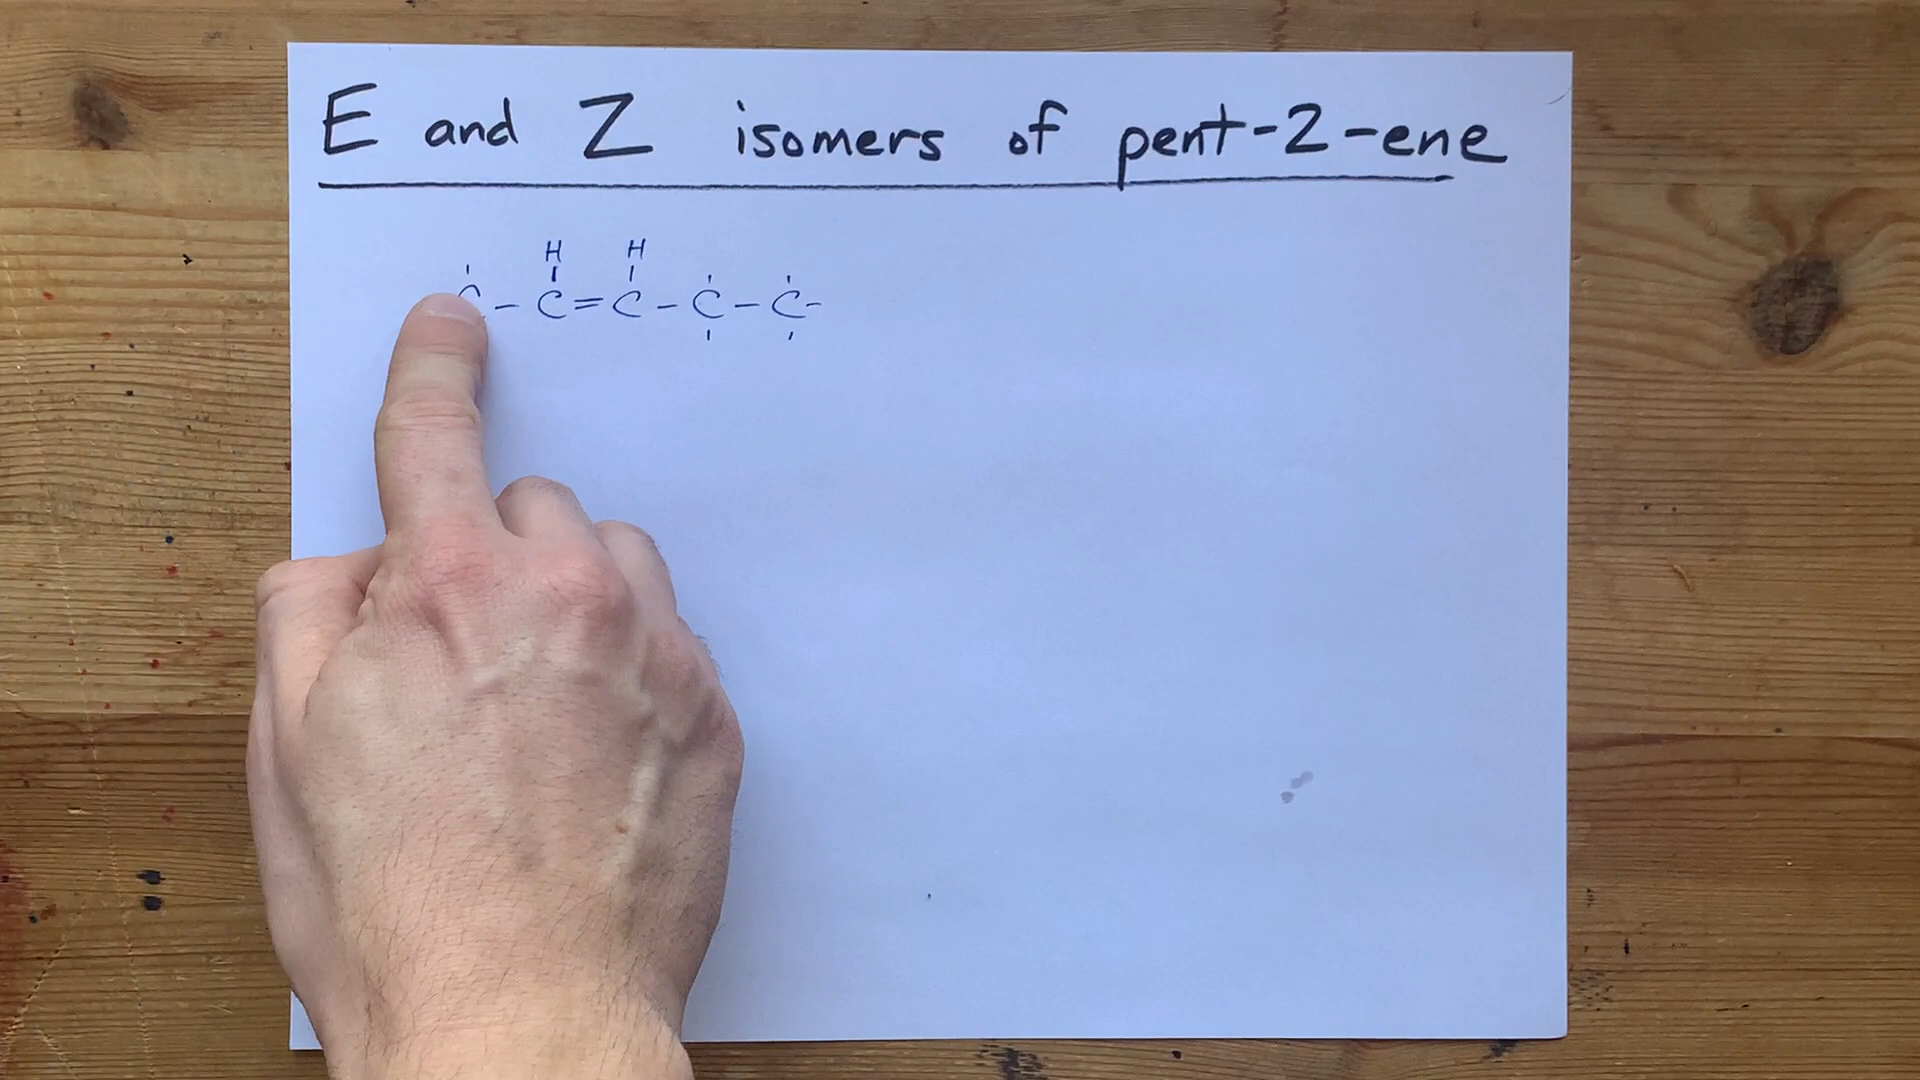 E and Z isomers of pent-2-ene
H H
C - C = C - C - C -